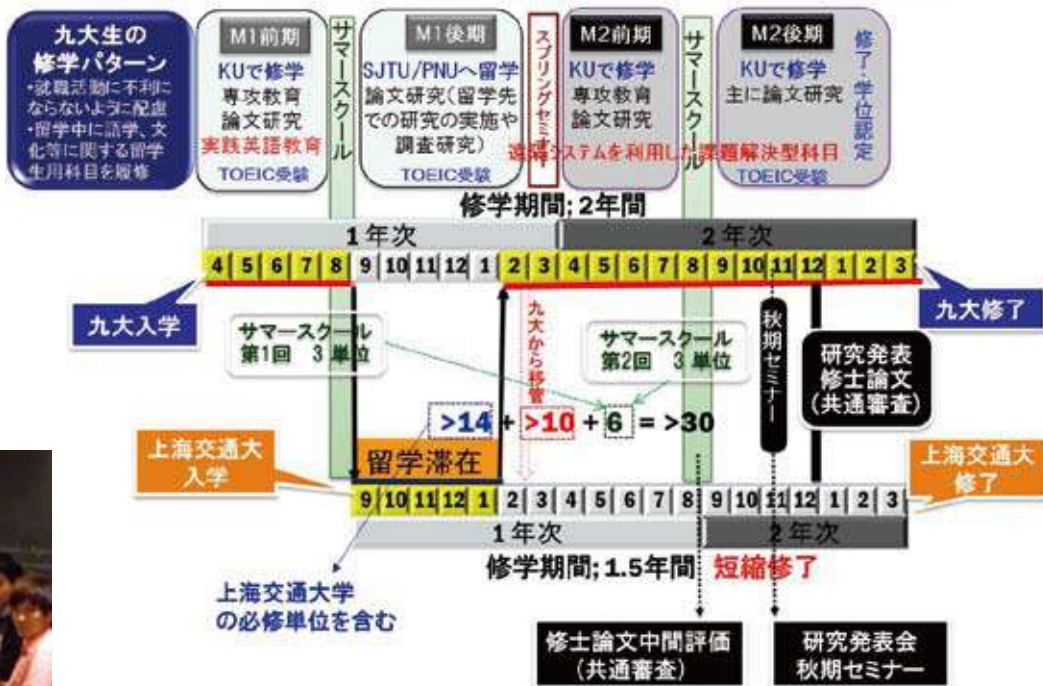 九大生の
修学パターン
・就職活動に不利に
ならないように配慮
・留学中に語学、文
化等に関する留学
生用科目を履修
M1前期
KUで修学
専攻教育
論文研究
実践英語教育
TOEIC受験
サマースクール
M1後期
SJTU/PNUへ留学
論文研究(留学先
での研究の実施や
調査研究)
TOEIC受験
スプリングセミナー
M2前期
KUで修学
専攻教育
論文研究
サマースクール
M2後期
KUで修学
主に論文研究
TOEIC受験
修了・学位認定
遠隔システムを利用した課題解決型科目
修学期間;2年間
1年次
2年次
4 5 6 7 8 9 10 11 12 1 2 3 4 5 6 7 8 9 10 11 12 1 2 3
九大入学
九大修了
サマースクール
第1回 3単位
九大から移管
サマースクール
第2回 3単位
秋期セミナー
研究発表
修士論文
(共通審査)
>14 + >10 + 6 = >30
上海交通大
入学
留学滞在
上海交通大
修了
9 10 11 12 1 2 3 4 5 6 7 8 9 10 11 12 1 2 3
1年次
2年次
修学期間;1.5年間 短縮修了
上海交通大学
の必修単位を含む
修士論文中間評価
(共通審査)
研究発表会
秋期セミナー